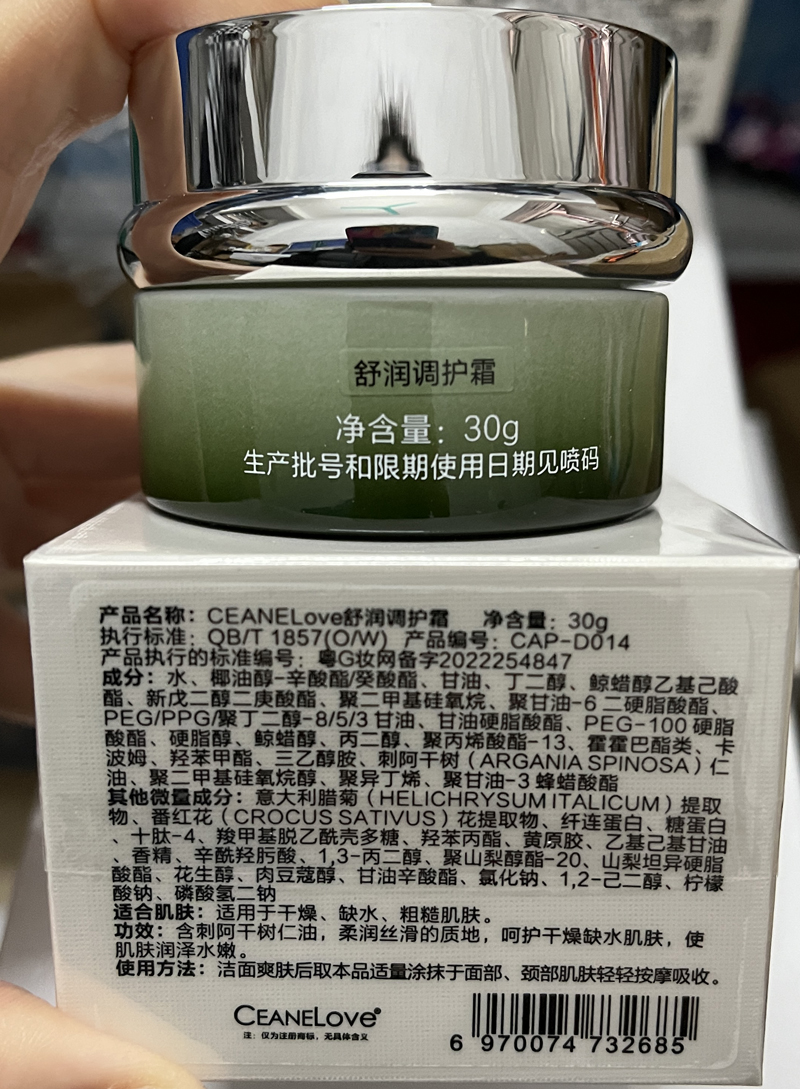 舒润调护霜
净含量：30g
生产批号和限期使用日期见喷码
产品名称：CEANELove舒润调护霜 净含量：30g
执行标准：QB/T 1857(O/W) 产品编号：CAP-D014
产品执行的标准编号：粤G妆网备字2022254847
成分：水、椰油醇-辛酸酯/癸酸酯、甘油、丁二醇、鲸蜡醇乙基己酸
酯、新戊二醇二庚酸酯、聚二甲基硅氧烷、聚甘油-6 二硬脂酸酯、
PEG/PPG/聚丁二醇-8/5/3 甘油、甘油硬脂酸酯、PEG-100 硬脂
酸酯、硬脂醇、鲸蜡醇、丙二醇、聚丙烯酸酯-13、霍霍巴酯类、卡
波姆、羟苯甲酯、三乙醇胺、刺阿干树（ARGANIA SPINOSA）仁
油、聚二甲基硅氧烷醇、聚异丁烯、聚甘油-3 蜂蜡酸酯
其他微量成分：意大利腊菊（HELICHRYSUM ITALICUM）提取
物、番红花（CROCUS SATIVUS）花提取物、纤连蛋白、糖蛋白
、十肽-4、羧甲基脱乙酰壳多糖、羟苯丙酯、黄原胶、乙基己基甘油
、香精、辛酰羟肟酸、1,3-丙二醇、聚山梨醇酯-20、山梨坦异硬脂
酸酯、花生醇、肉豆蔻醇、甘油辛酸酯、氯化钠、1,2-己二醇、柠檬
酸钠、磷酸氢二钠
适合肌肤：适用于干燥、缺水、粗糙肌肤。
功效：含刺阿干树仁油，柔润丝滑的质地，呵护干燥缺水肌肤，使
肌肤润泽水嫩。
使用方法：洁面爽肤后取本品适量涂抹于面部、颈部肌肤轻轻按摩吸收。
CEANELOVE
注：仅为注册商标，无具体含义
6 970074 732685